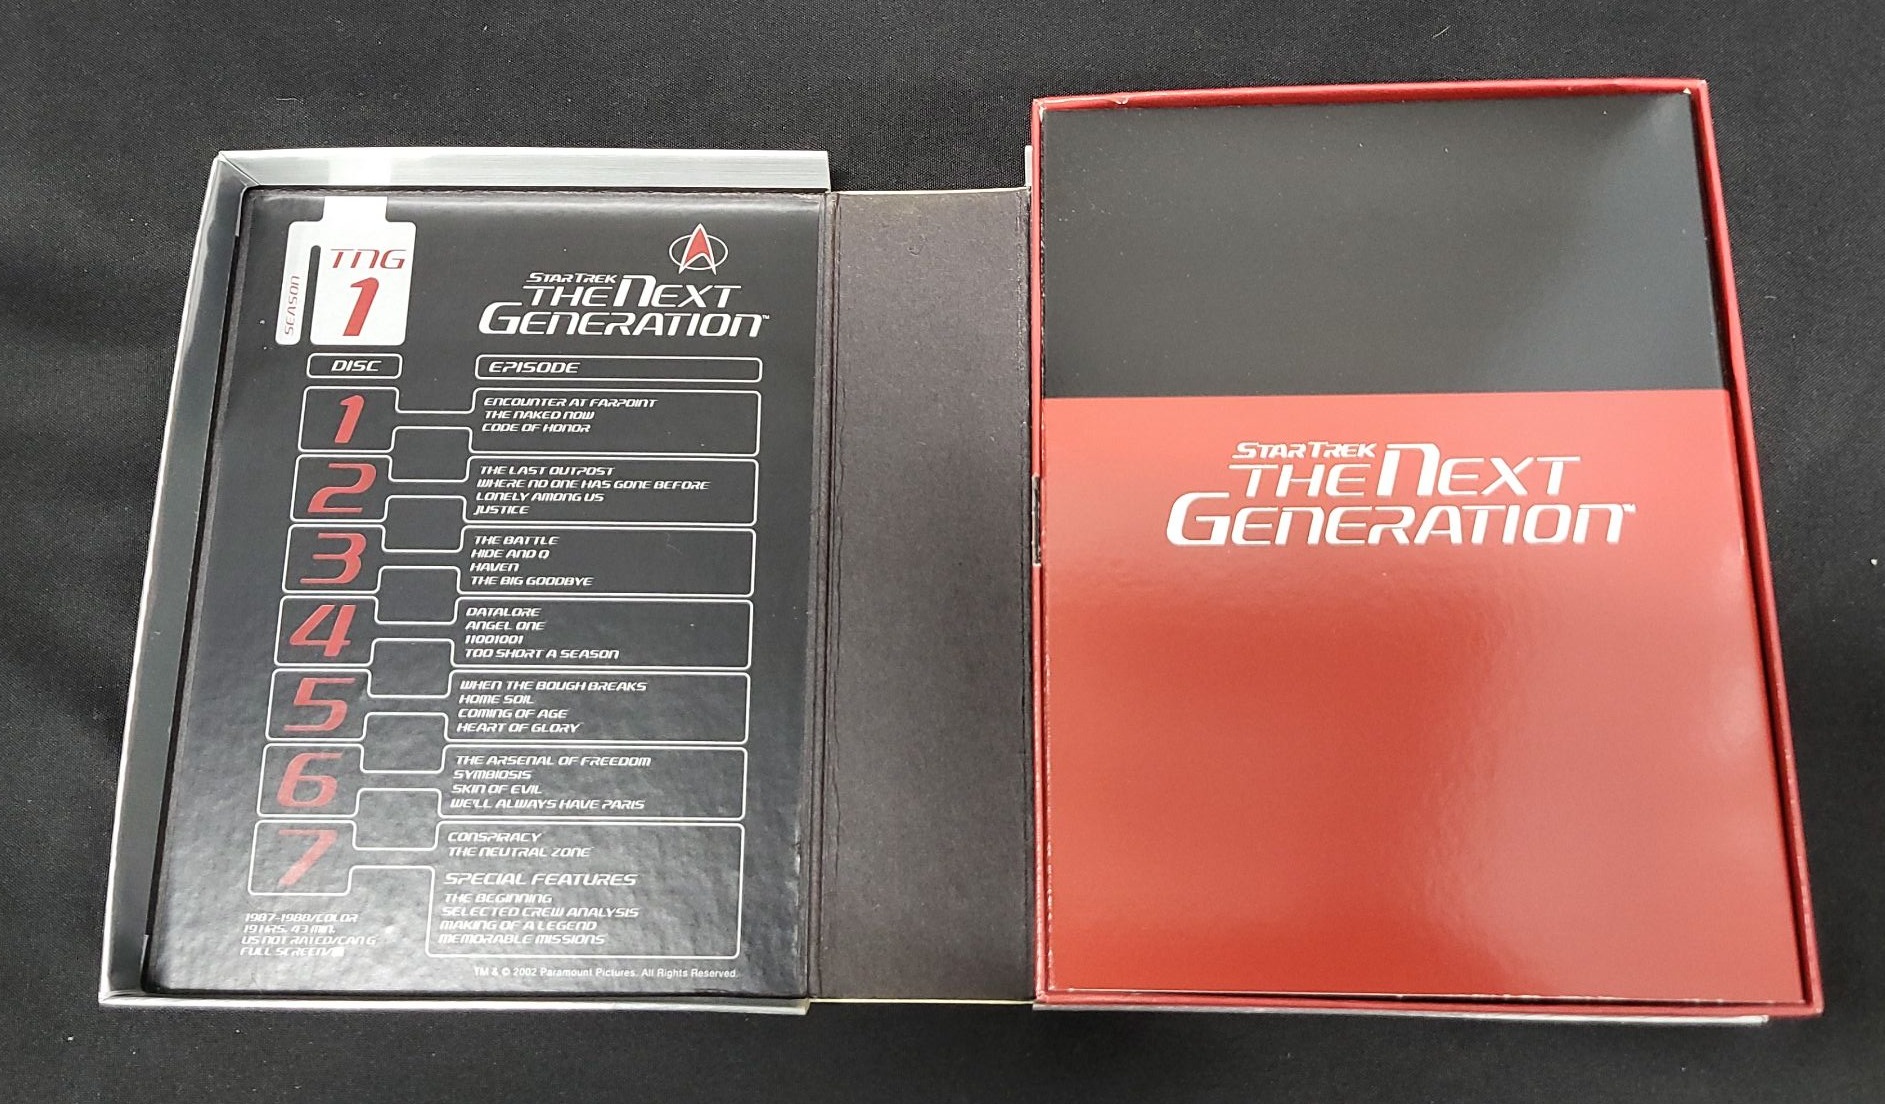 SEASON
TNG
1
STAR TREK
THE NEXT
GENERATION™
DISC
EPISODE
1
ENCOUNTER AT FARPOINT
THE NAKED NOW
CODE OF HONOR
2
THE LAST OUTPOST
WHERE NO ONE HAS GONE BEFORE
LONELY AMONG US
JUSTICE
3
THE BATTLE
HIDE AND Q
HAVEN
THE BIG GOODBYE
4
DATALORE
ANGEL ONE
11001001
TOO SHORT A SEASON
5
WHEN THE BOUGH BREAKS
HOME SOIL
COMING OF AGE
HEART OF GLORY
6
THE ARSENAL OF FREEDOM
SYMBIOSIS
SKIN OF EVIL
WE'LL ALWAYS HAVE PARIS
7
CONSPIRACY
THE NEUTRAL ZONE
SPECIAL FEATURES
THE BEGINNING
SELECTED CREW ANALYSIS
MAKING OF A LEGEND
MEMORABLE MISSIONS
1987-1988/COLOR
19 HRS. 43 MIN.
US NOT RATED/CAN G
FULL SCREEN/
TM & © 2002 Paramount Pictures. All Rights Reserved.
STAR TREK
THE NEXT
GENERATION™